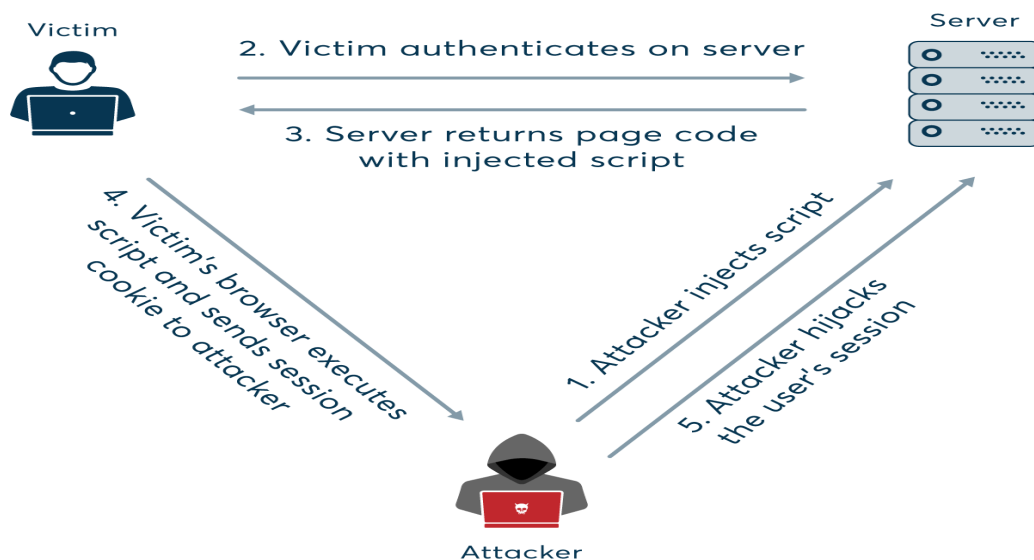 Victim
Server
2. Victim authenticates on server
3. Server returns page code
with injected script
4. Victim's browser executes
script and sends session
cookie to attacker
1. Attacker injects script
5. Attacker hijacks
the user's session
Attacker